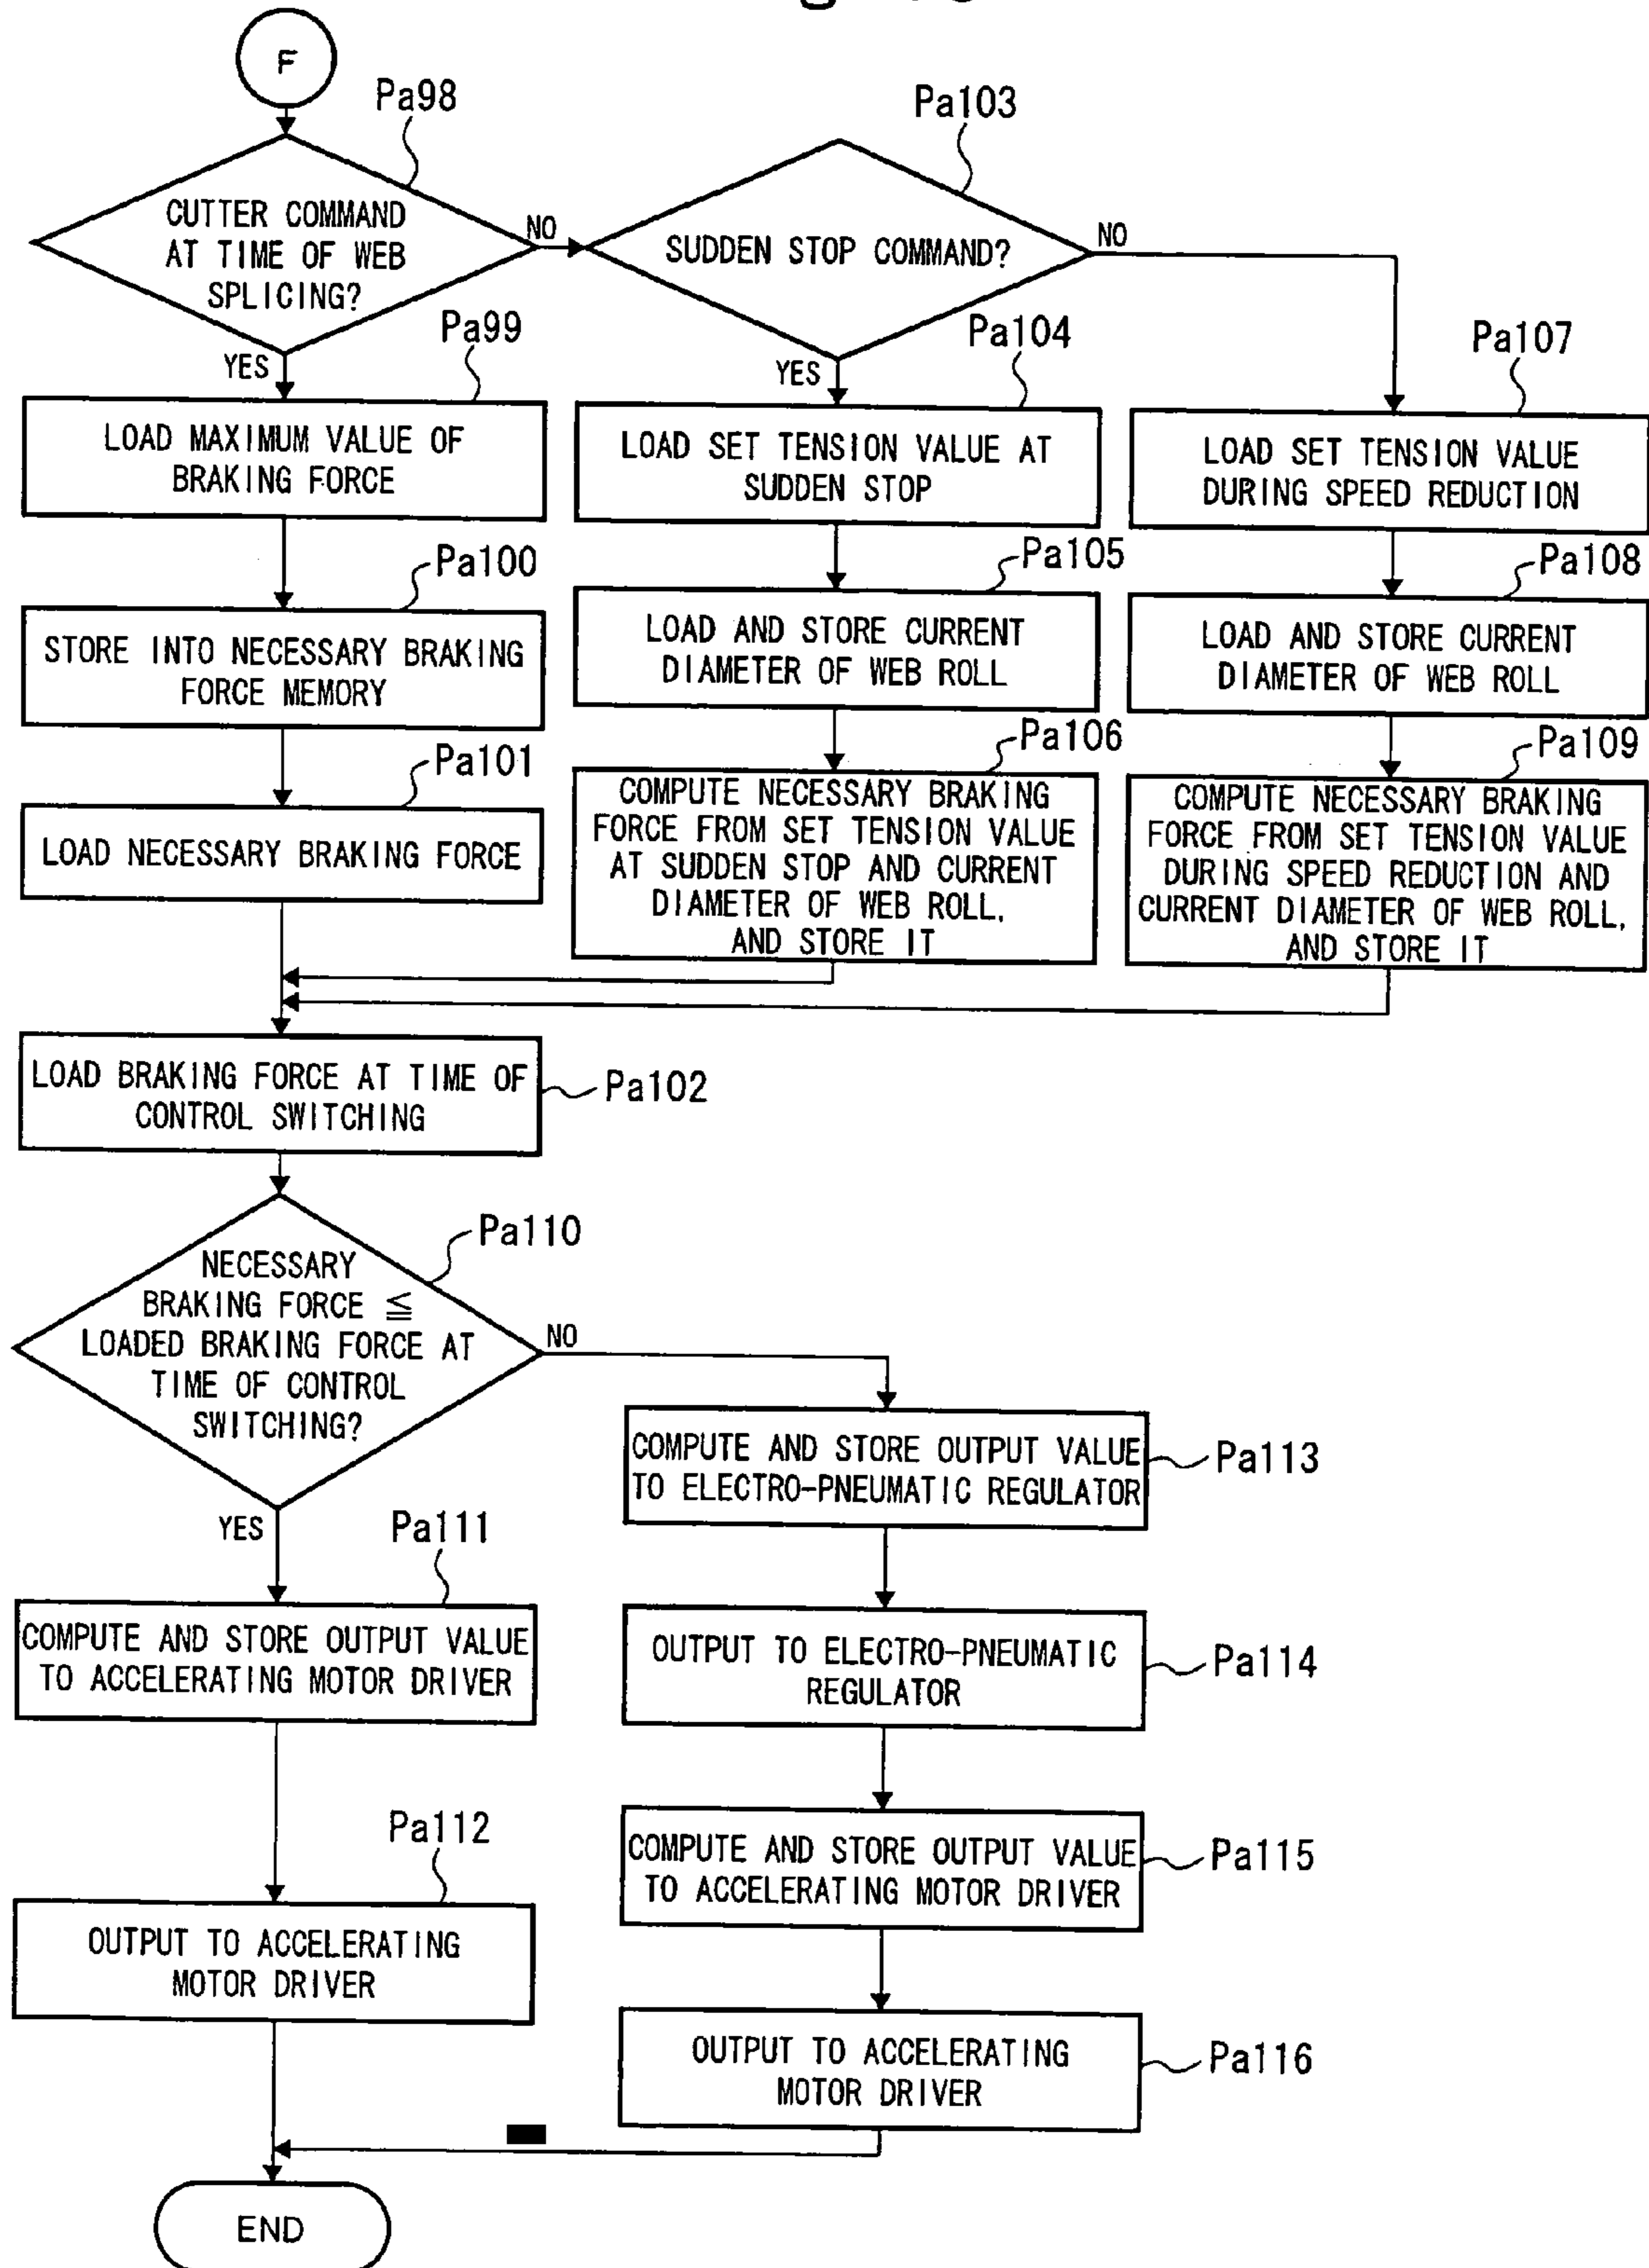 F
Pa98
CUTTER COMMAND
AT TIME OF WEB
SPLICING?
NO
YES
Pa103
SUDDEN STOP COMMAND?
NO
YES
Pa99
LOAD MAXIMUM VALUE OF
BRAKING FORCE
Pa104
LOAD SET TENSION VALUE AT
SUDDEN STOP
Pa107
LOAD SET TENSION VALUE
DURING SPEED REDUCTION
Pa100
STORE INTO NECESSARY BRAKING
FORCE MEMORY
Pa105
LOAD AND STORE CURRENT
DIAMETER OF WEB ROLL
Pa108
LOAD AND STORE CURRENT
DIAMETER OF WEB ROLL
Pa101
LOAD NECESSARY BRAKING FORCE
Pa106
COMPUTE NECESSARY BRAKING
FORCE FROM SET TENSION VALUE
AT SUDDEN STOP AND CURRENT
DIAMETER OF WEB ROLL,
AND STORE IT
Pa109
COMPUTE NECESSARY BRAKING
FORCE FROM SET TENSION VALUE
DURING SPEED REDUCTION AND
CURRENT DIAMETER OF WEB ROLL,
AND STORE IT
LOAD BRAKING FORCE AT TIME OF
CONTROL SWITCHING
Pa102
Pa110
NECESSARY
BRAKING FORCE ≦
LOADED BRAKING FORCE AT
TIME OF CONTROL
SWITCHING?
NO
YES
Pa111
COMPUTE AND STORE OUTPUT VALUE
TO ACCELERATING MOTOR DRIVER
Pa112
OUTPUT TO ACCELERATING
MOTOR DRIVER
COMPUTE AND STORE OUTPUT VALUE
TO ELECTRO-PNEUMATIC REGULATOR
Pa113
OUTPUT TO ELECTRO-PNEUMATIC
REGULATOR
Pa114
COMPUTE AND STORE OUTPUT VALUE
TO ACCELERATING MOTOR DRIVER
Pa115
OUTPUT TO ACCELERATING
MOTOR DRIVER
Pa116
END